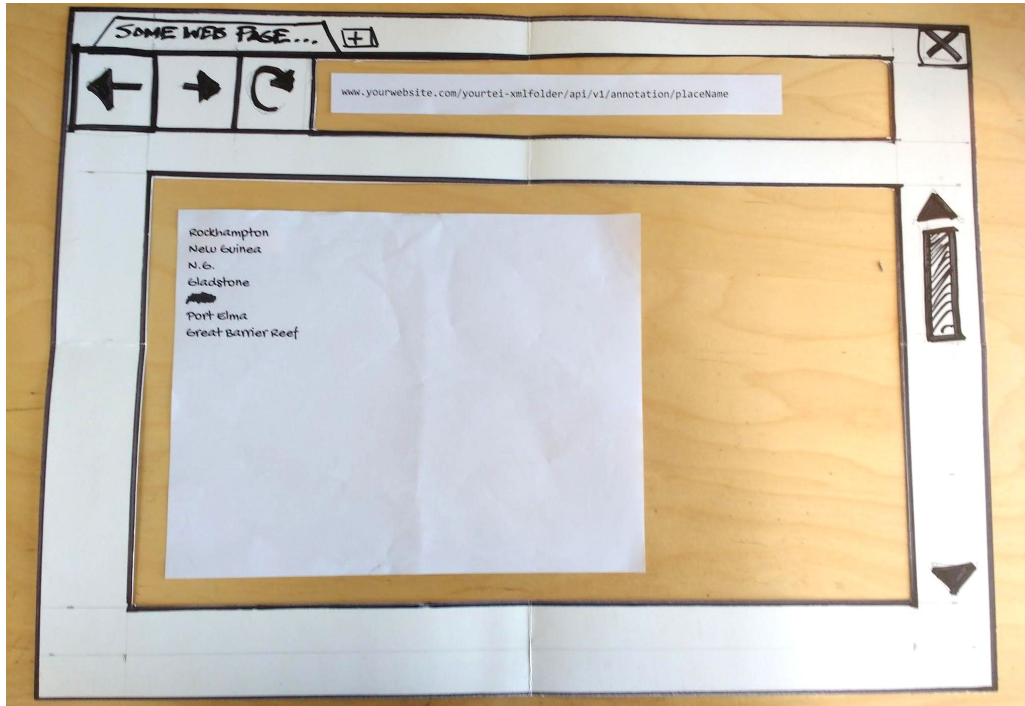 SOME WEB PAGE...
www.yourwebsite.com/yourtei-xmlfolder/api/v1/annotation/placeName
Rockhampton
New Guinea
N.G.
Gladstone
Port Elma
Great Barrier Reef